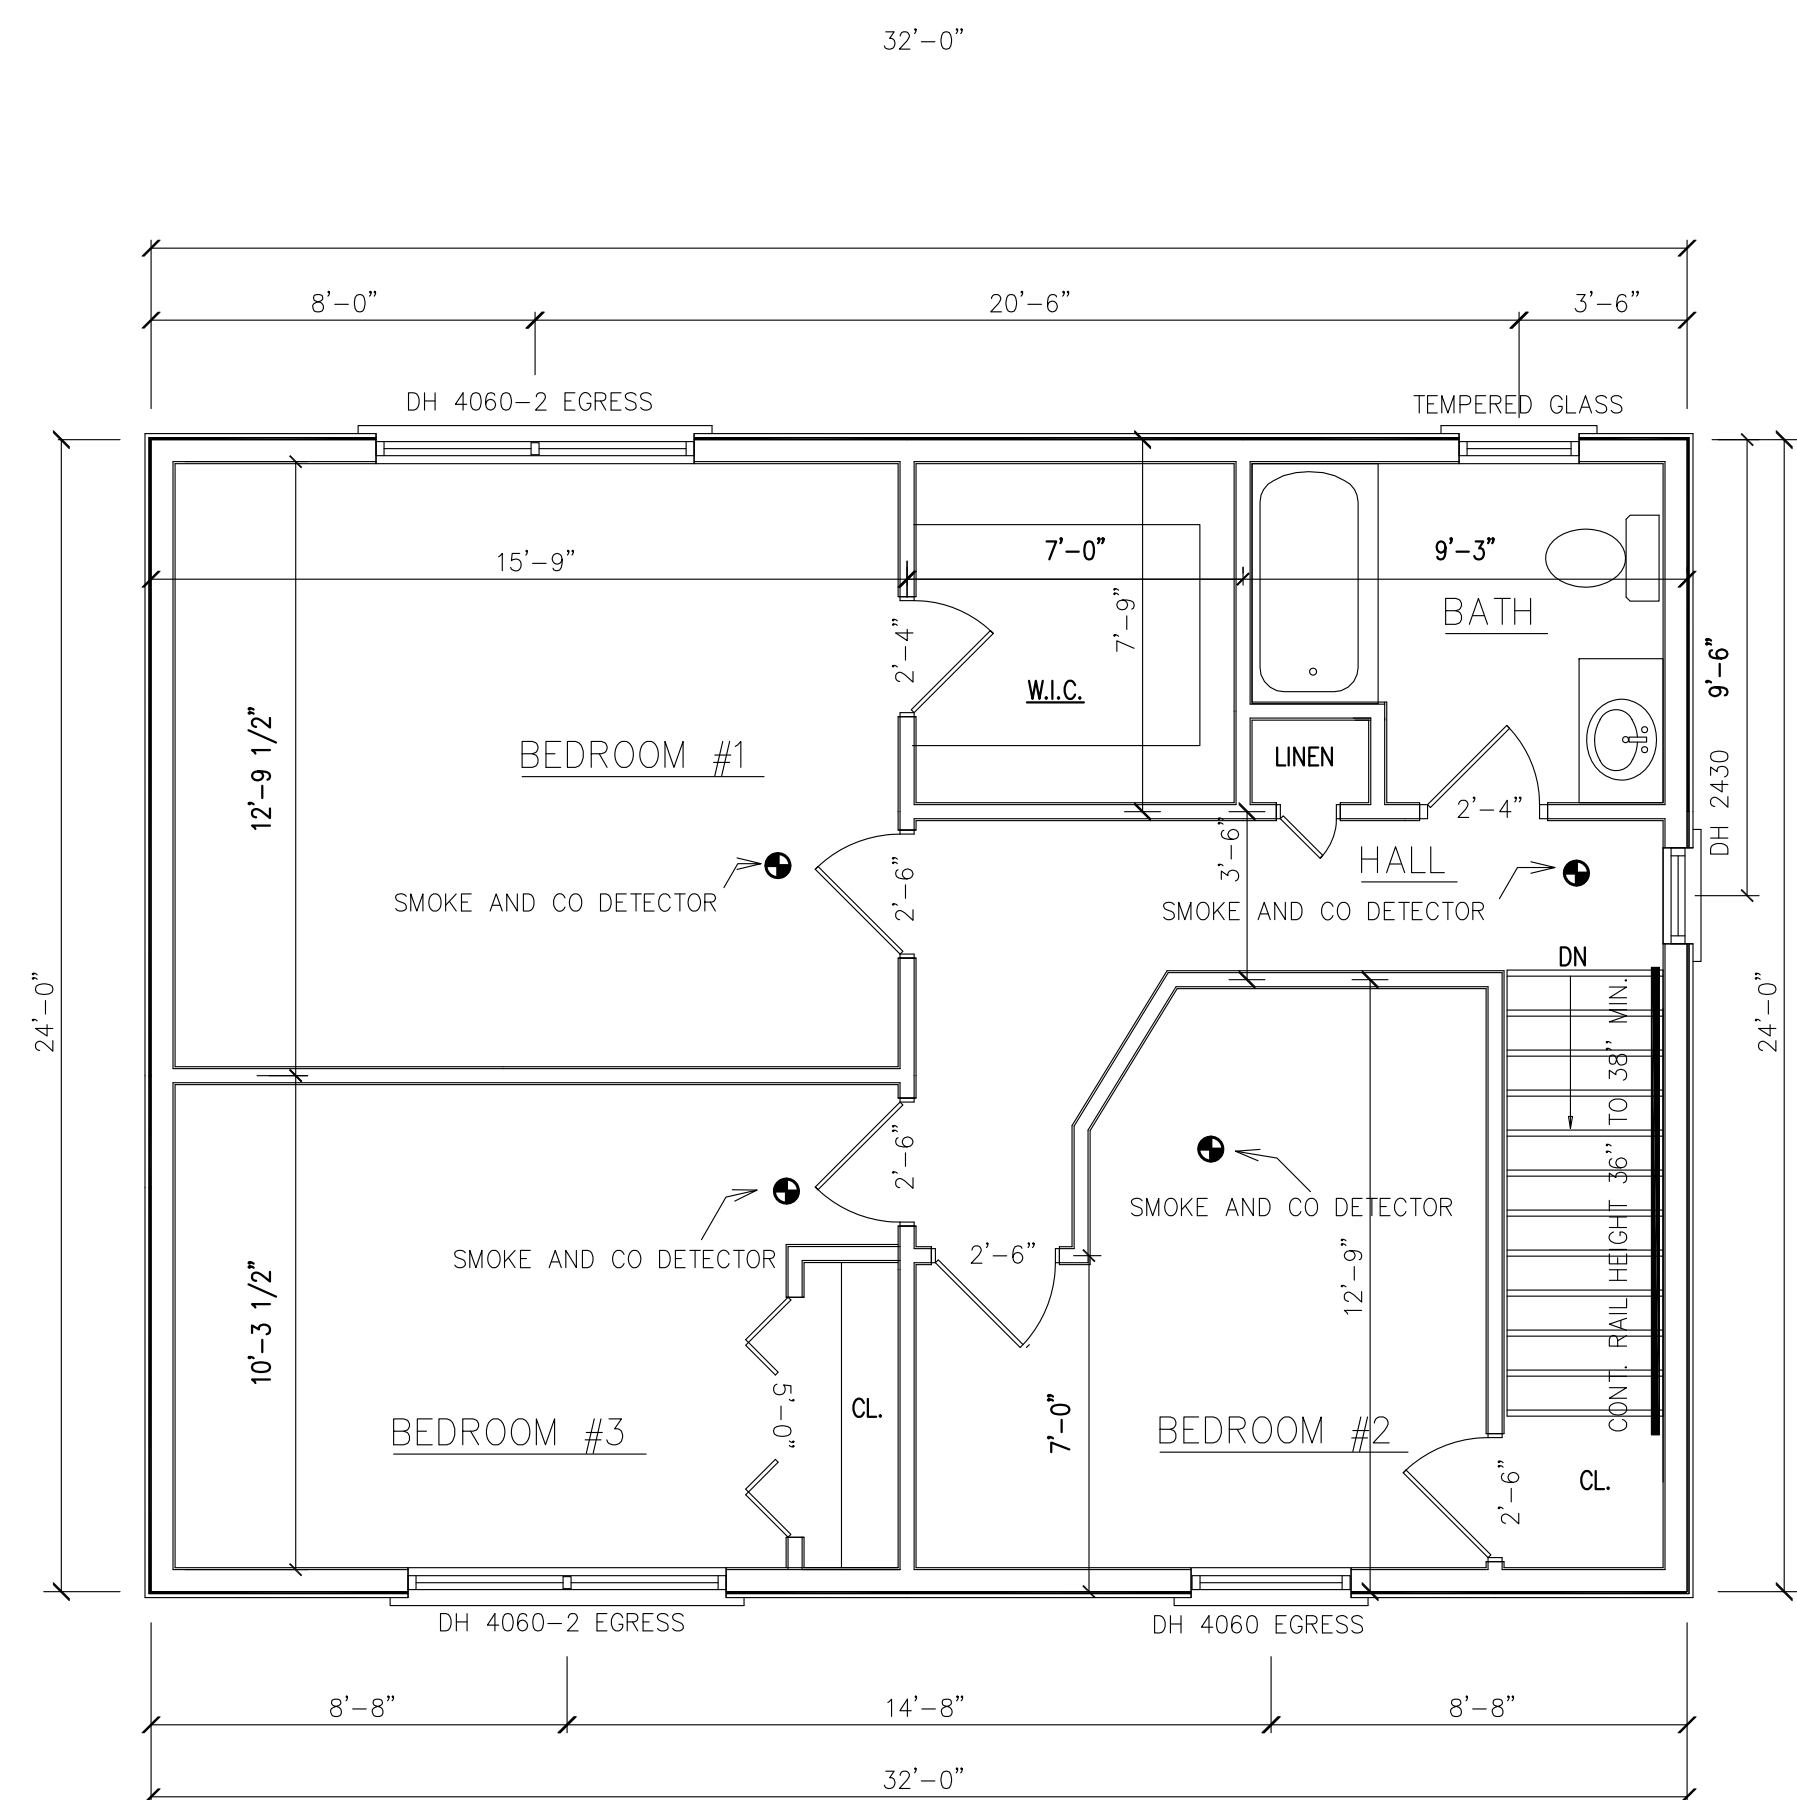 32'-0"
8'-0"
20'-6"
3'-6"
DH 4060-2 EGRESS
TEMPERED GLASS
15'-9"
7'-0"
9'-3"
7'-9"
BATH
2'-4"
9'-6"
W.I.C.
12'-9 1/2"
BEDROOM #1
LINEN
DH 2430
2'-4"
3'-6"
HALL
2'-6"
SMOKE AND CO DETECTOR
SMOKE AND CO DETECTOR
DN
24'-0"
24'-0"
CONT. RAIL HEIGHT 36" TO 38" MIN.
2'-6"
SMOKE AND CO DETECTOR
SMOKE AND CO DETECTOR
2'-6"
12'-9"
10'-3 1/2"
5'-0"
CL.
7'-0"
BEDROOM #3
BEDROOM #2
2'-6"
CL.
DH 4060-2 EGRESS
DH 4060 EGRESS
8'-8"
14'-8"
8'-8"
32'-0"